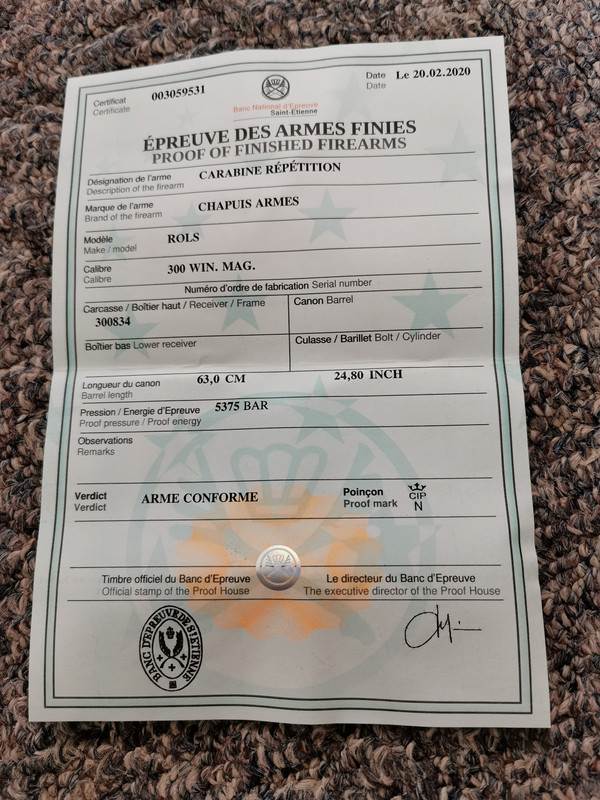 Certificat 003059531
Certificate
Date Le 20.02.2020
Date
Banc National d'Epreuve
Saint-Etienne
ÉPREUVE DES ARMES FINIES
PROOF OF FINISHED FIREARMS
Désignation de l'arme CARABINE RÉPÉTITION
Description of the firearm
Marque de l'arme CHAPUIS ARMES
Brand of the firearm
Modèle ROLS
Make / model
Calibre 300 WIN. MAG.
Calibre
Numéro d'ordre de fabrication Serial number
Carcasse / Boîtier haut / Receiver / Frame
300834
Canon Barrel
Boîtier bas Lower receiver
Culasse / Barillet Bolt / Cylinder
Longueur du canon 63,0 CM 24,80 INCH
Barrel length
Pression / Energie d'Epreuve 5375 BAR
Proof pressure / Proof energy
Observations
Remarks
Verdict ARME CONFORME
Verdict
Poinçon
Proof mark
CIP
N
Timbre officiel du Banc d'Epreuve
Official stamp of the Proof House
Le directeur du Banc d'Epreuve
The executive director of the Proof House
BANC D'EPREUVE DE ST ETIENNE